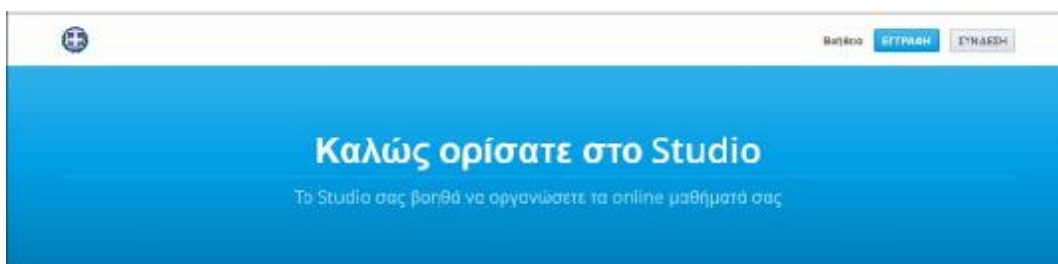 Βοήθεια ΕΓΓΡΑΦΗ ΣΥΝΔΕΣΗ
Καλώς ορίσατε στο Studio
Το Studio σας βοηθά να οργανώσετε τα online μαθήματά σας